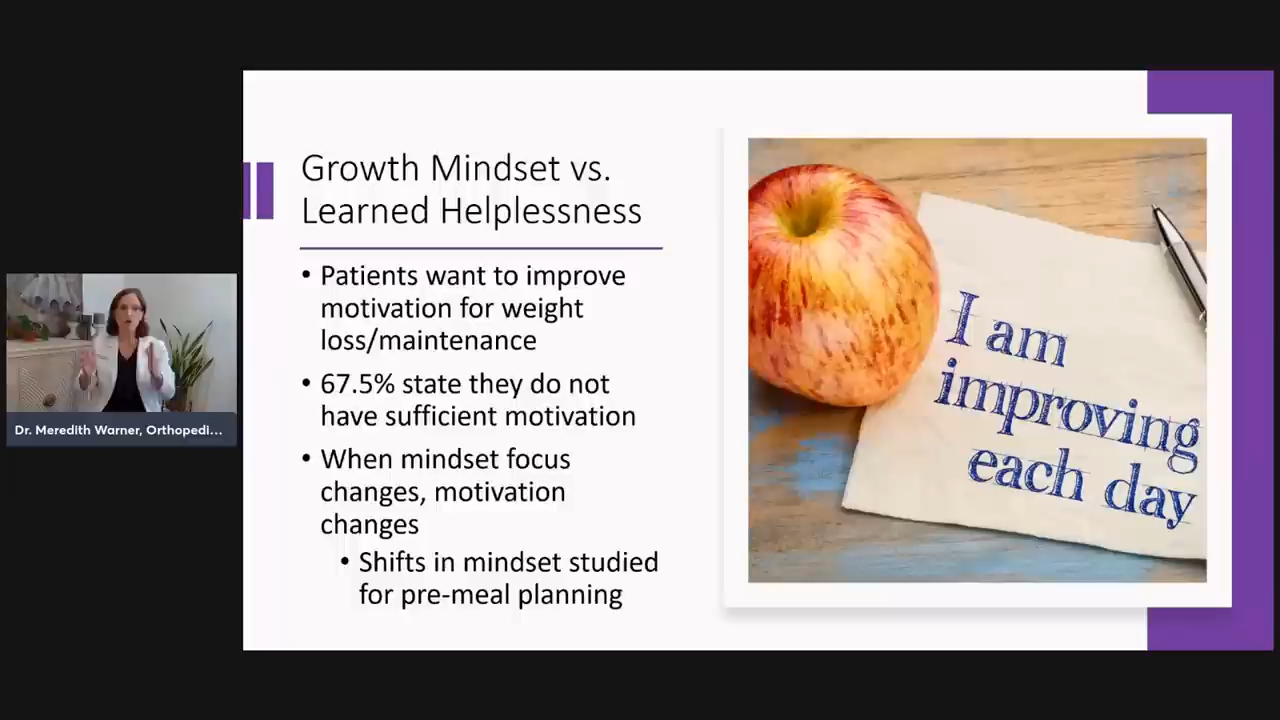 Growth Mindset vs.
Learned Helplessness
• Patients want to improve
motivation for weight
loss/maintenance
• 67.5% state they do not
have sufficient motivation
• When mindset focus
changes, motivation
changes
• Shifts in mindset studied
for pre-meal planning
I am
improving
each day
Dr. Meredith Warner, Orthopedi...